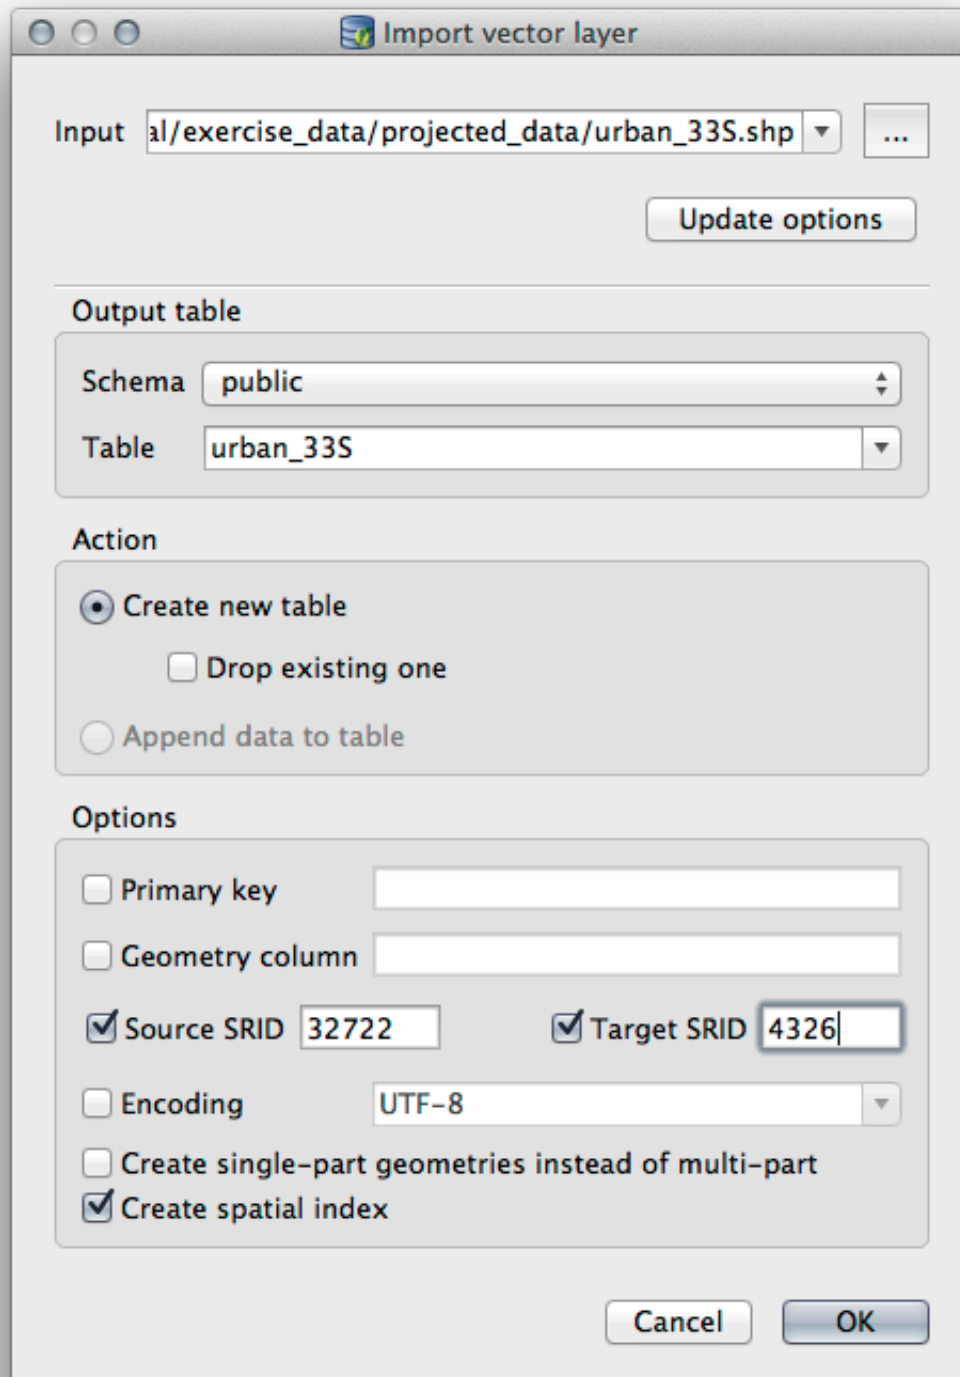 Import vector layer
Input al/exercise_data/projected_data/urban_33S.shp ...
Update options
Output table
Schema public
Table urban_33S
Action
Create new table
Drop existing one
Append data to table
Options
Primary key
Geometry column
Source SRID 32722 Target SRID 4326
Encoding UTF-8
Create single-part geometries instead of multi-part
Create spatial index
Cancel OK